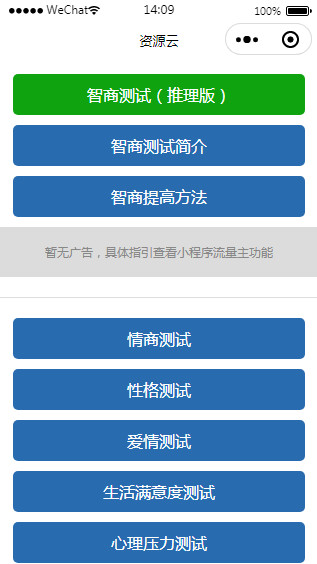 ●●●●● WeChat 14:09 100%
资源云
智商测试（推理版）
智商测试简介
智商提高方法
暂无广告，具体指引查看小程序流量主功能
情商测试
性格测试
爱情测试
生活满意度测试
心理压力测试